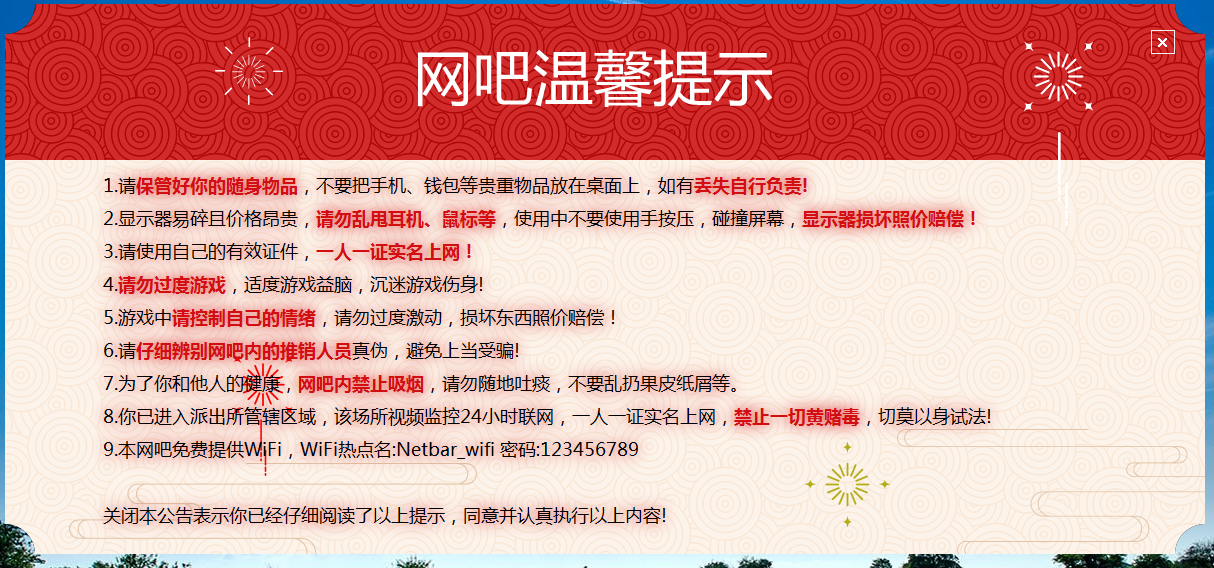 网吧温馨提示
1.请保管好你的随身物品，不要把手机、钱包等贵重物品放在桌面上，如有丢失自行负责!
2.显示器易碎且价格昂贵，请勿乱甩耳机、鼠标等，使用中不要使用手按压，碰撞屏幕，显示器损坏照价赔偿！
3.请使用自己的有效证件，一人一证实名上网！
4.请勿过度游戏，适度游戏益脑，沉迷游戏伤身!
5.游戏中请控制自己的情绪，请勿过度激动，损坏东西照价赔偿！
6.请仔细辨别网吧内的推销人员真伪，避免上当受骗!
7.为了你和他人的健康，网吧内禁止吸烟，请勿随地吐痰，不要乱扔果皮纸屑等。
8.你已进入派出所管辖区域，该场所视频监控24小时联网，一人一证实名上网，禁止一切黄赌毒，切莫以身试法!
9.本网吧免费提供WiFi，WiFi热点名:Netbar_wifi 密码:123456789
关闭本公告表示你已经仔细阅读了以上提示，同意并认真执行以上内容!